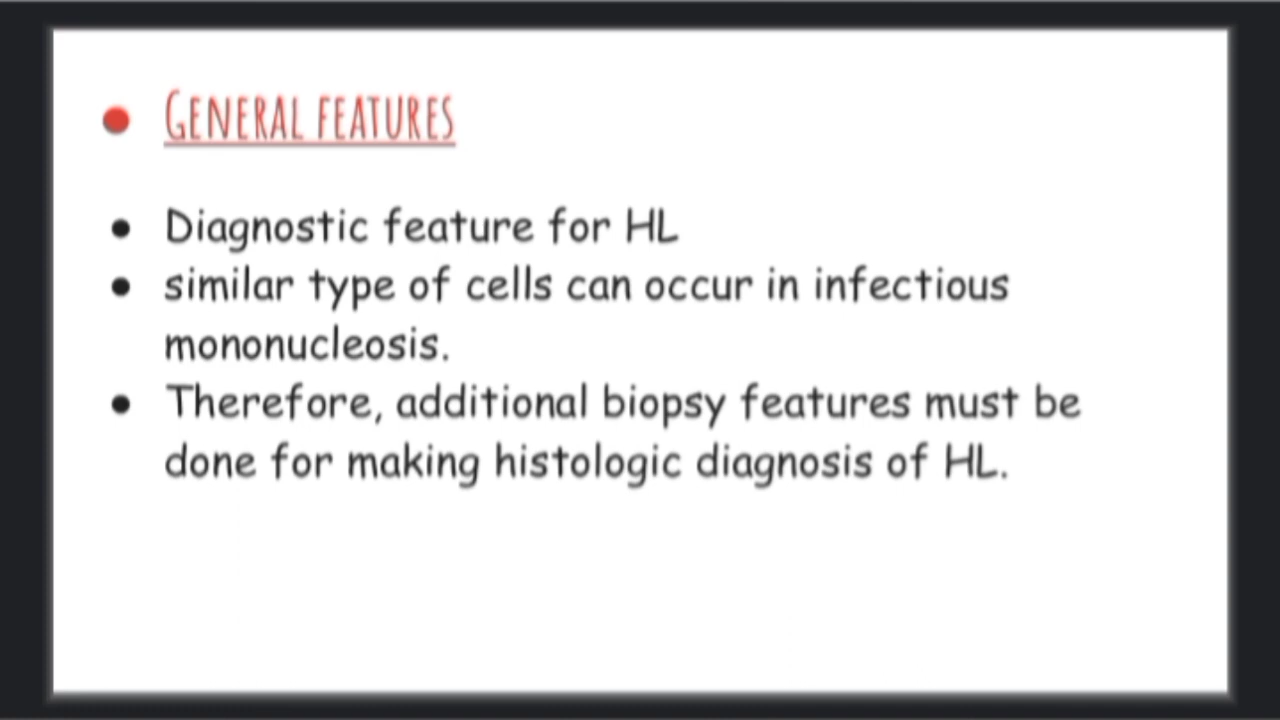 • GENERAL FEATURES
• Diagnostic feature for HL
• similar type of cells can occur in infectious
mononucleosis.
• Therefore, additional biopsy features must be
done for making histologic diagnosis of HL.